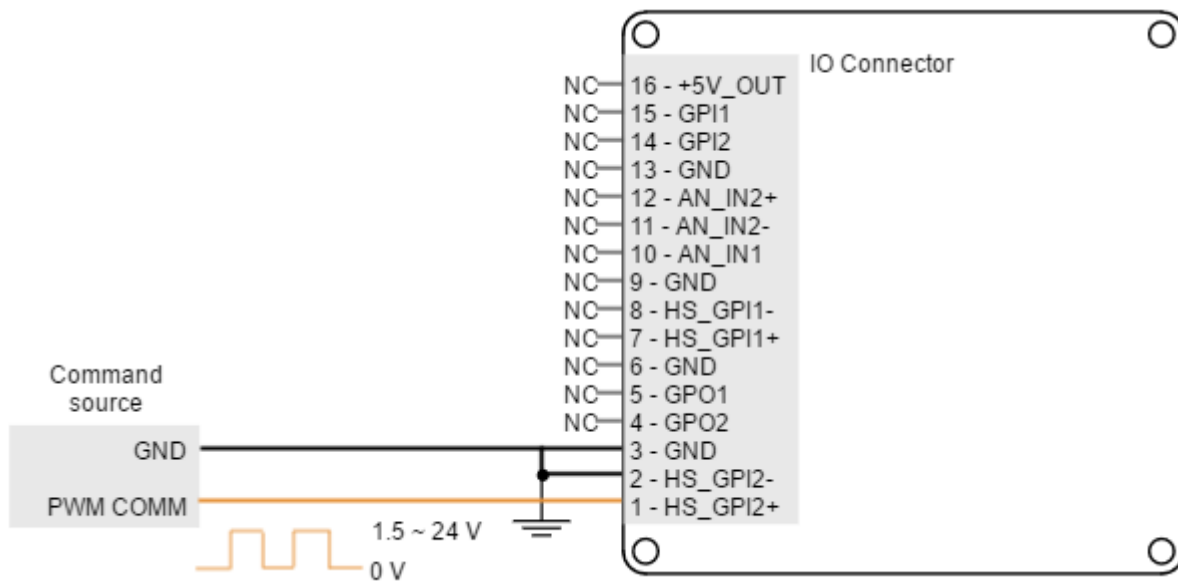 IO Connector
NC 16 - +5V_OUT
NC 15 - GPI1
NC 14 - GPI2
NC 13 - GND
NC 12 - AN_IN2+
NC 11 - AN_IN2-
NC 10 - AN_IN1
NC 9 - GND
NC 8 - HS_GPI1-
NC 7 - HS_GPI1+
NC 6 - GND
NC 5 - GPO1
NC 4 - GPO2
3 - GND
2 - HS_GPI2-
1 - HS_GPI2+
Command
source
GND
PWM COMM
1.5 ~ 24 V
0 V